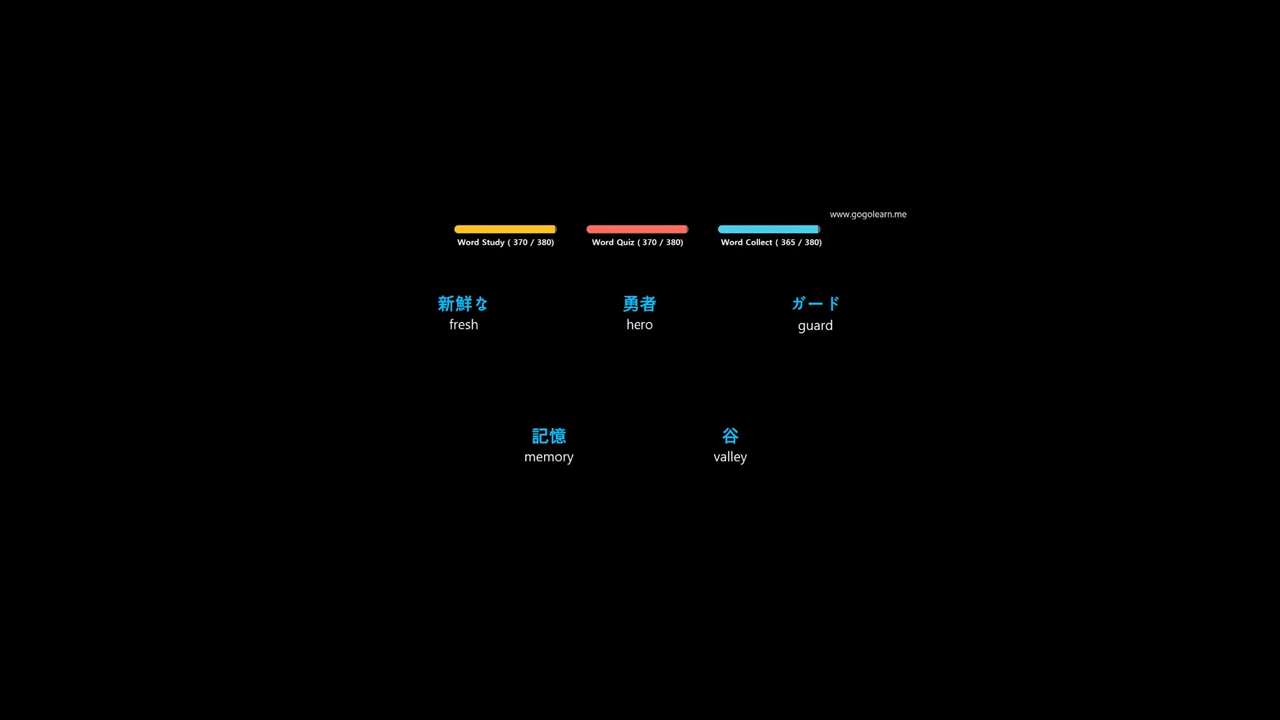 www.gogolearn.me
Word Study ( 370 / 380)
Word Quiz ( 370 / 380)
Word Collect ( 365 / 380)
新鮮な
fresh
勇者
hero
ガード
guard
記憶
memory
谷
valley